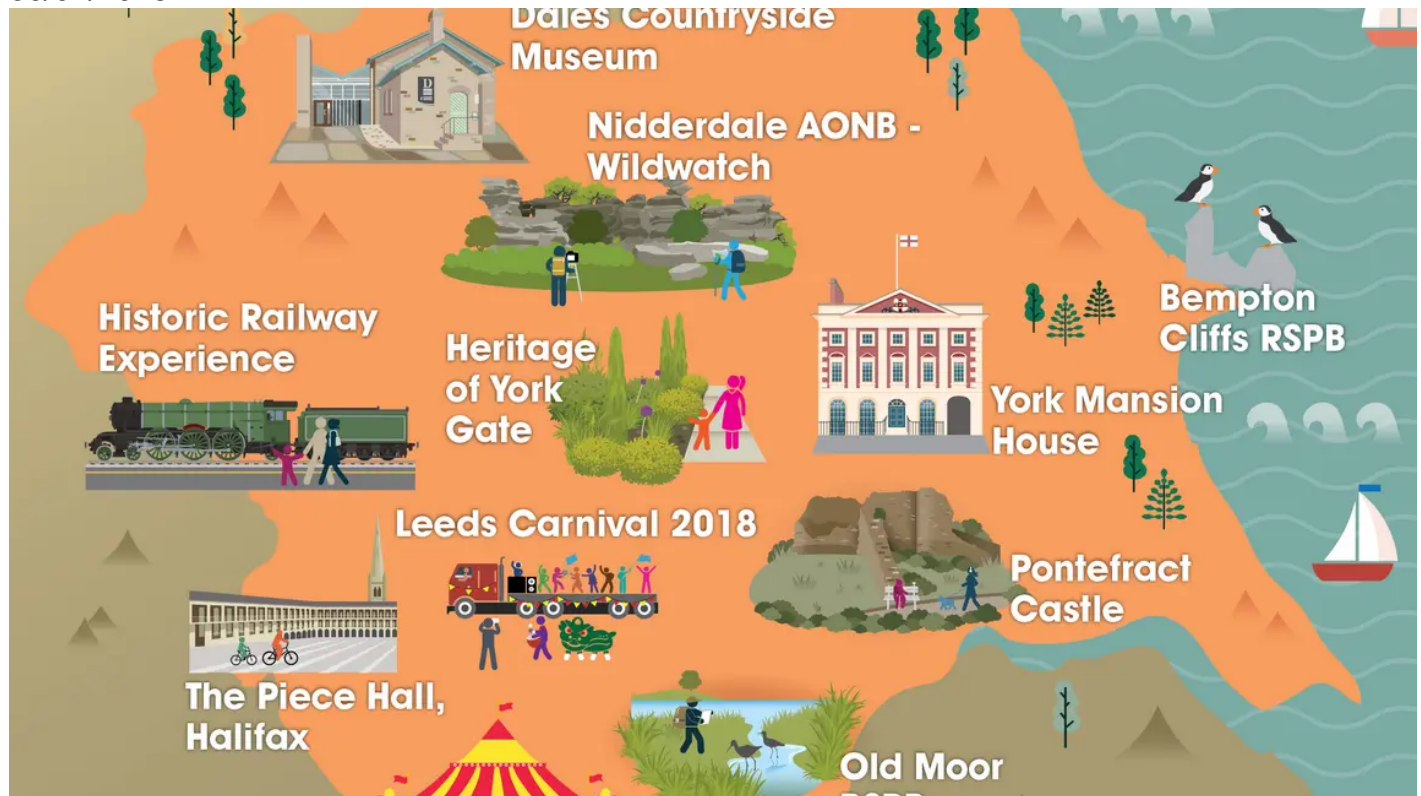 Dales Countryside
Museum
Nidderdale AONB -
Wildwatch
Bempton
Cliffs RSPB
Historic Railway
Experience
Heritage
of York
Gate
York Mansion
House
Leeds Carnival 2018
Pontefract
Castle
The Piece Hall,
Halifax
Old Moor